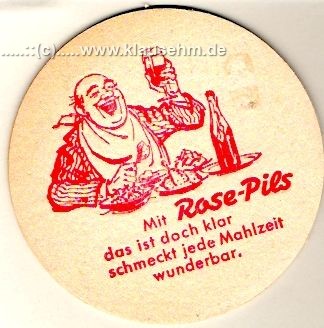 .....::(c).....www.klausehm.de::.....
Mit Rose-Pils
das ist doch klar
schmeckt jede Mahlzeit
wunderbar.